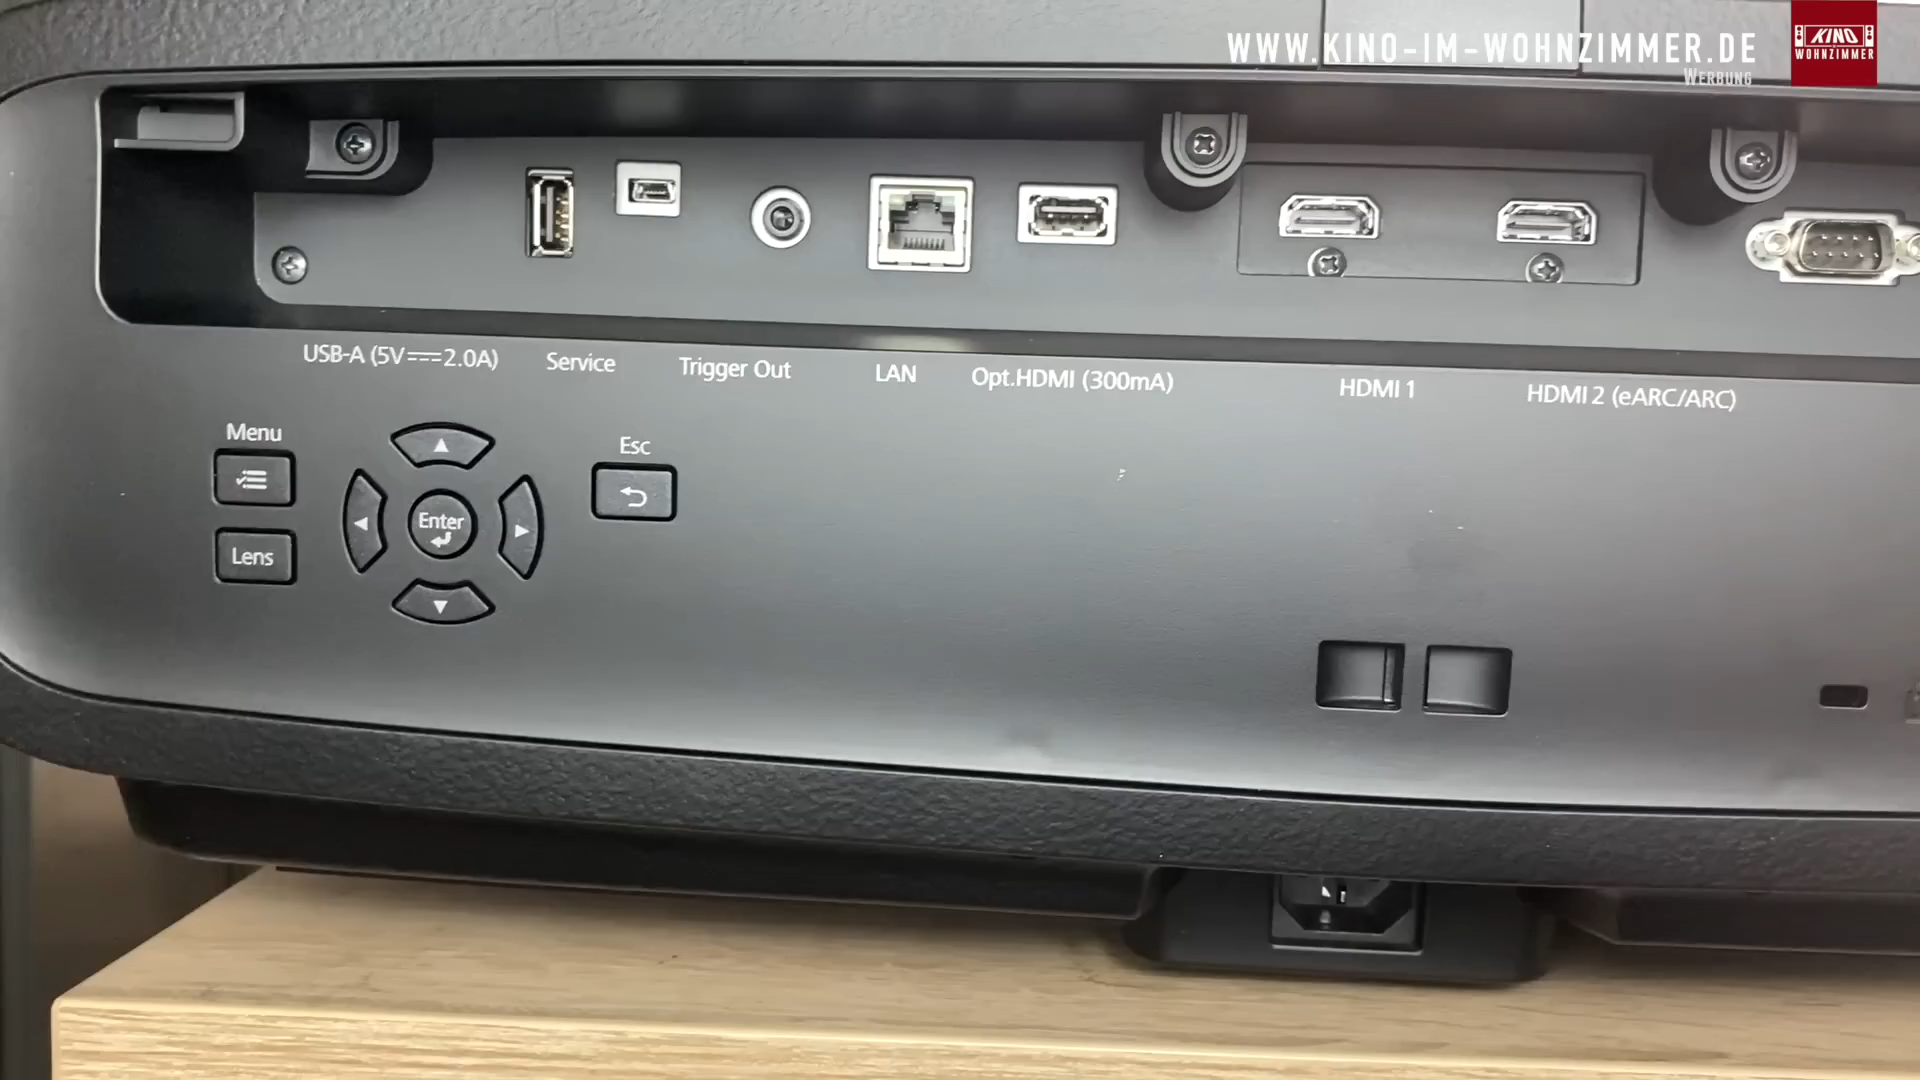 WWW.KINO-IM-WOHNZIMMER.DE
WERBUNG
KINO
WOHNZIMMER
USB-A (5V⎓2.0A)
Service
Trigger Out
LAN
Opt.HDMI (300mA)
HDMI 1
HDMI 2 (eARC/ARC)
Menu
Esc
Enter
Lens